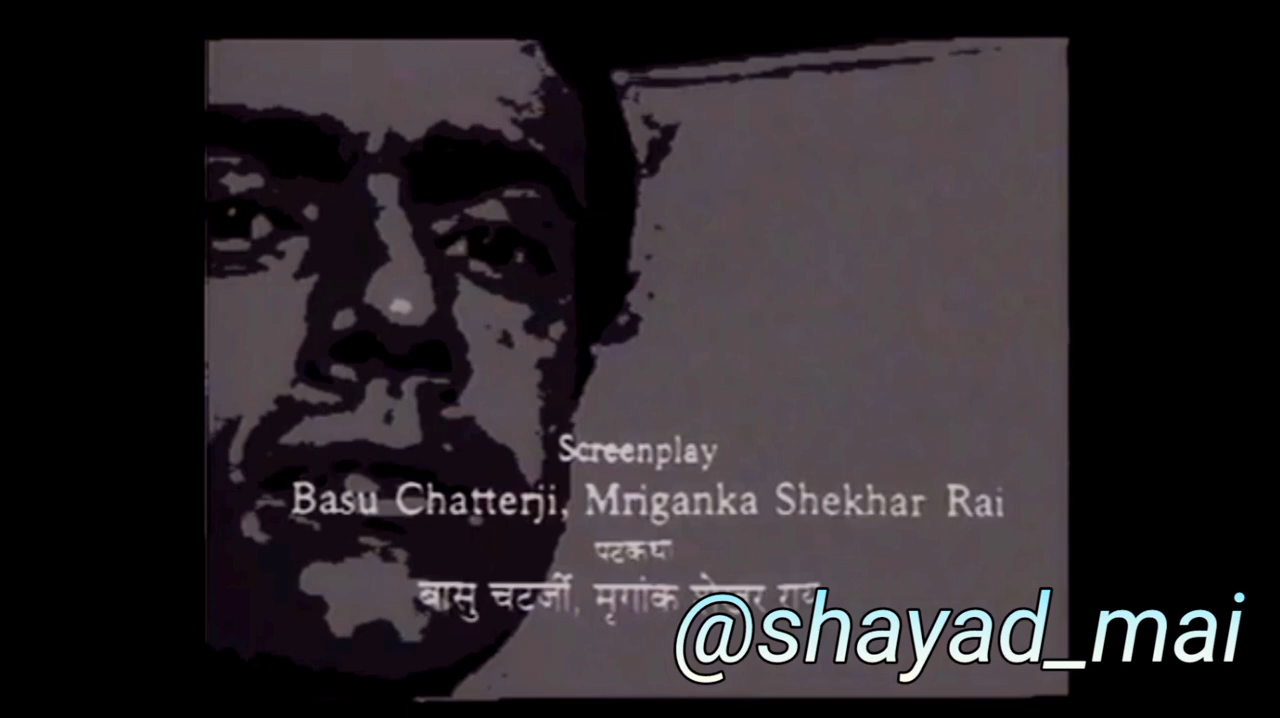 Screenplay
Basu Chatterji, Mriganka Shekhar Rai
पटकथा
बासु चटर्जी, मृगांक राय
@shayad_mai